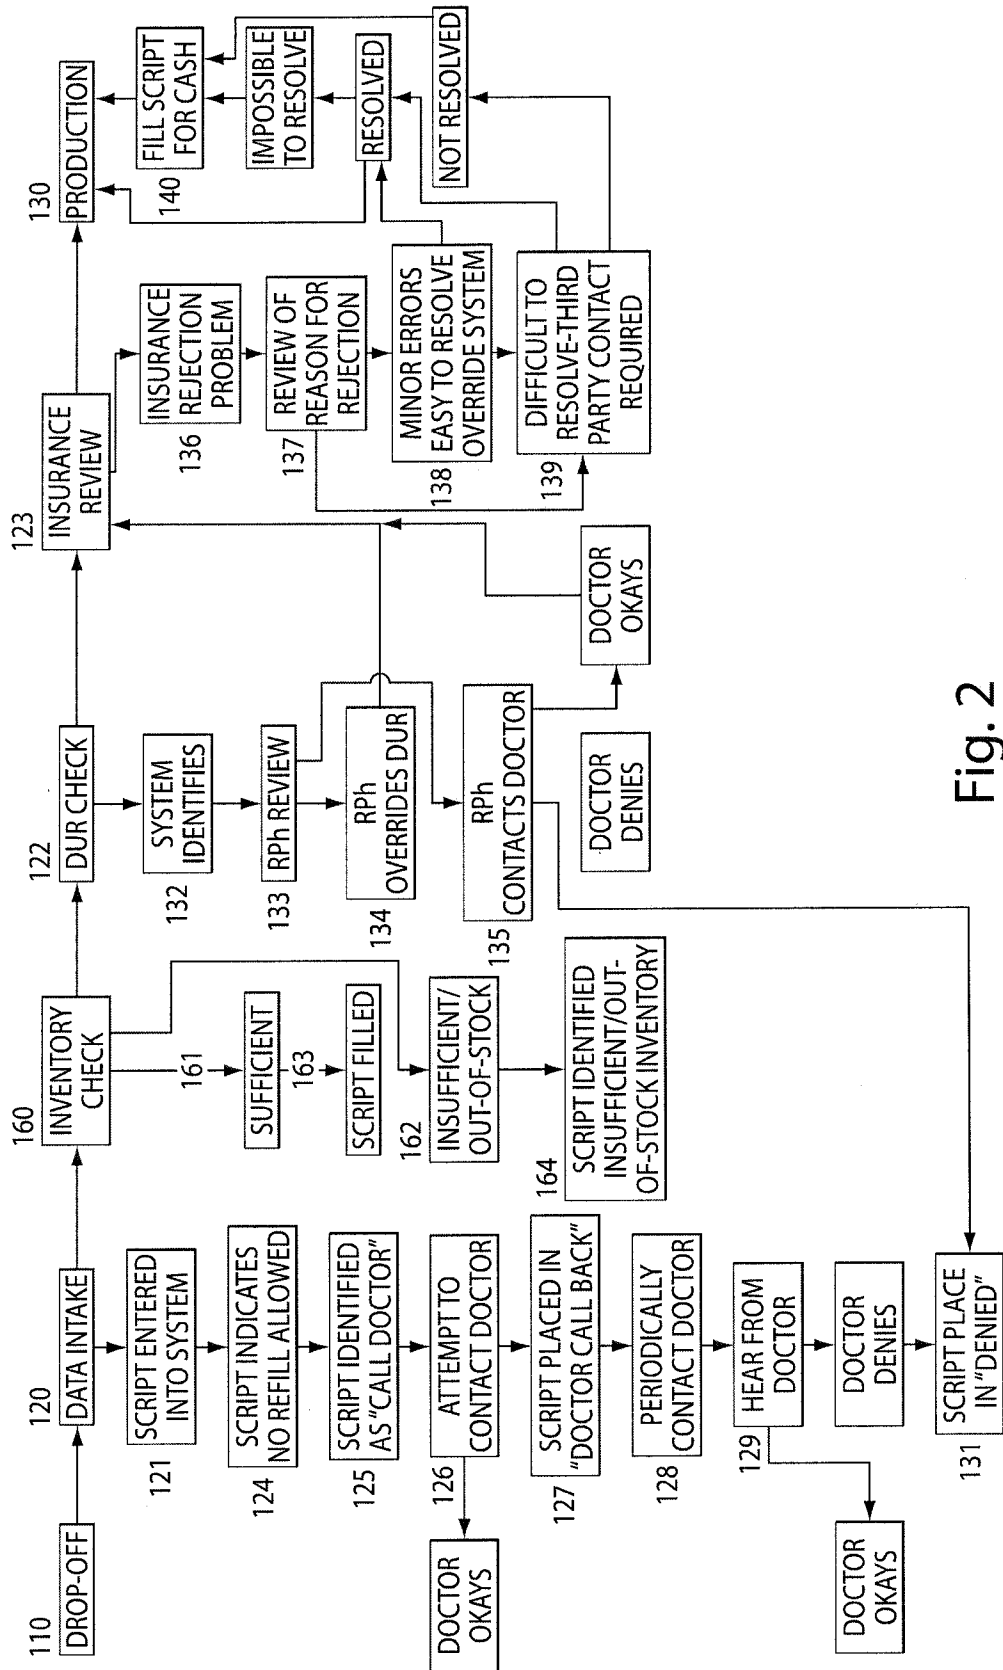 110
DROP-OFF
120
DATA INTAKE
121
SCRIPT ENTERED
INTO SYSTEM
124
SCRIPT INDICATES
NO REFILL ALLOWED
125
SCRIPT IDENTIFIED
AS "CALL DOCTOR"
126
ATTEMPT TO
CONTACT DOCTOR
DOCTOR
OKAYS
127
SCRIPT PLACED IN
"DOCTOR CALL BACK"
128
PERIODICALLY
CONTACT DOCTOR
129
HEAR FROM
DOCTOR
DOCTOR
OKAYS
DOCTOR
DENIES
131
SCRIPT PLACE
IN "DENIED"
160
INVENTORY
CHECK
161
SUFFICIENT
163
SCRIPT FILLED
162
INSUFFICIENT/
OUT-OF-STOCK
164
SCRIPT IDENTIFIED
INSUFFICIENT/OUT-
OF-STOCK INVENTORY
122
DUR CHECK
132
SYSTEM
IDENTIFIES
133
RPh REVIEW
134
RPh
OVERRIDES DUR
135
RPh
CONTACTS DOCTOR
DOCTOR
DENIES
DOCTOR
OKAYS
123
INSURANCE
REVIEW
136
INSURANCE
REJECTION
PROBLEM
137
REVIEW OF
REASON FOR
REJECTION
138
MINOR ERRORS
EASY TO RESOLVE
OVERRIDE SYSTEM
139
DIFFICULT TO
RESOLVE-THIRD
PARTY CONTACT
REQUIRED
130
PRODUCTION
140
FILL SCRIPT
FOR CASH
IMPOSSIBLE
TO RESOLVE
RESOLVED
NOT RESOLVED
Fig. 2